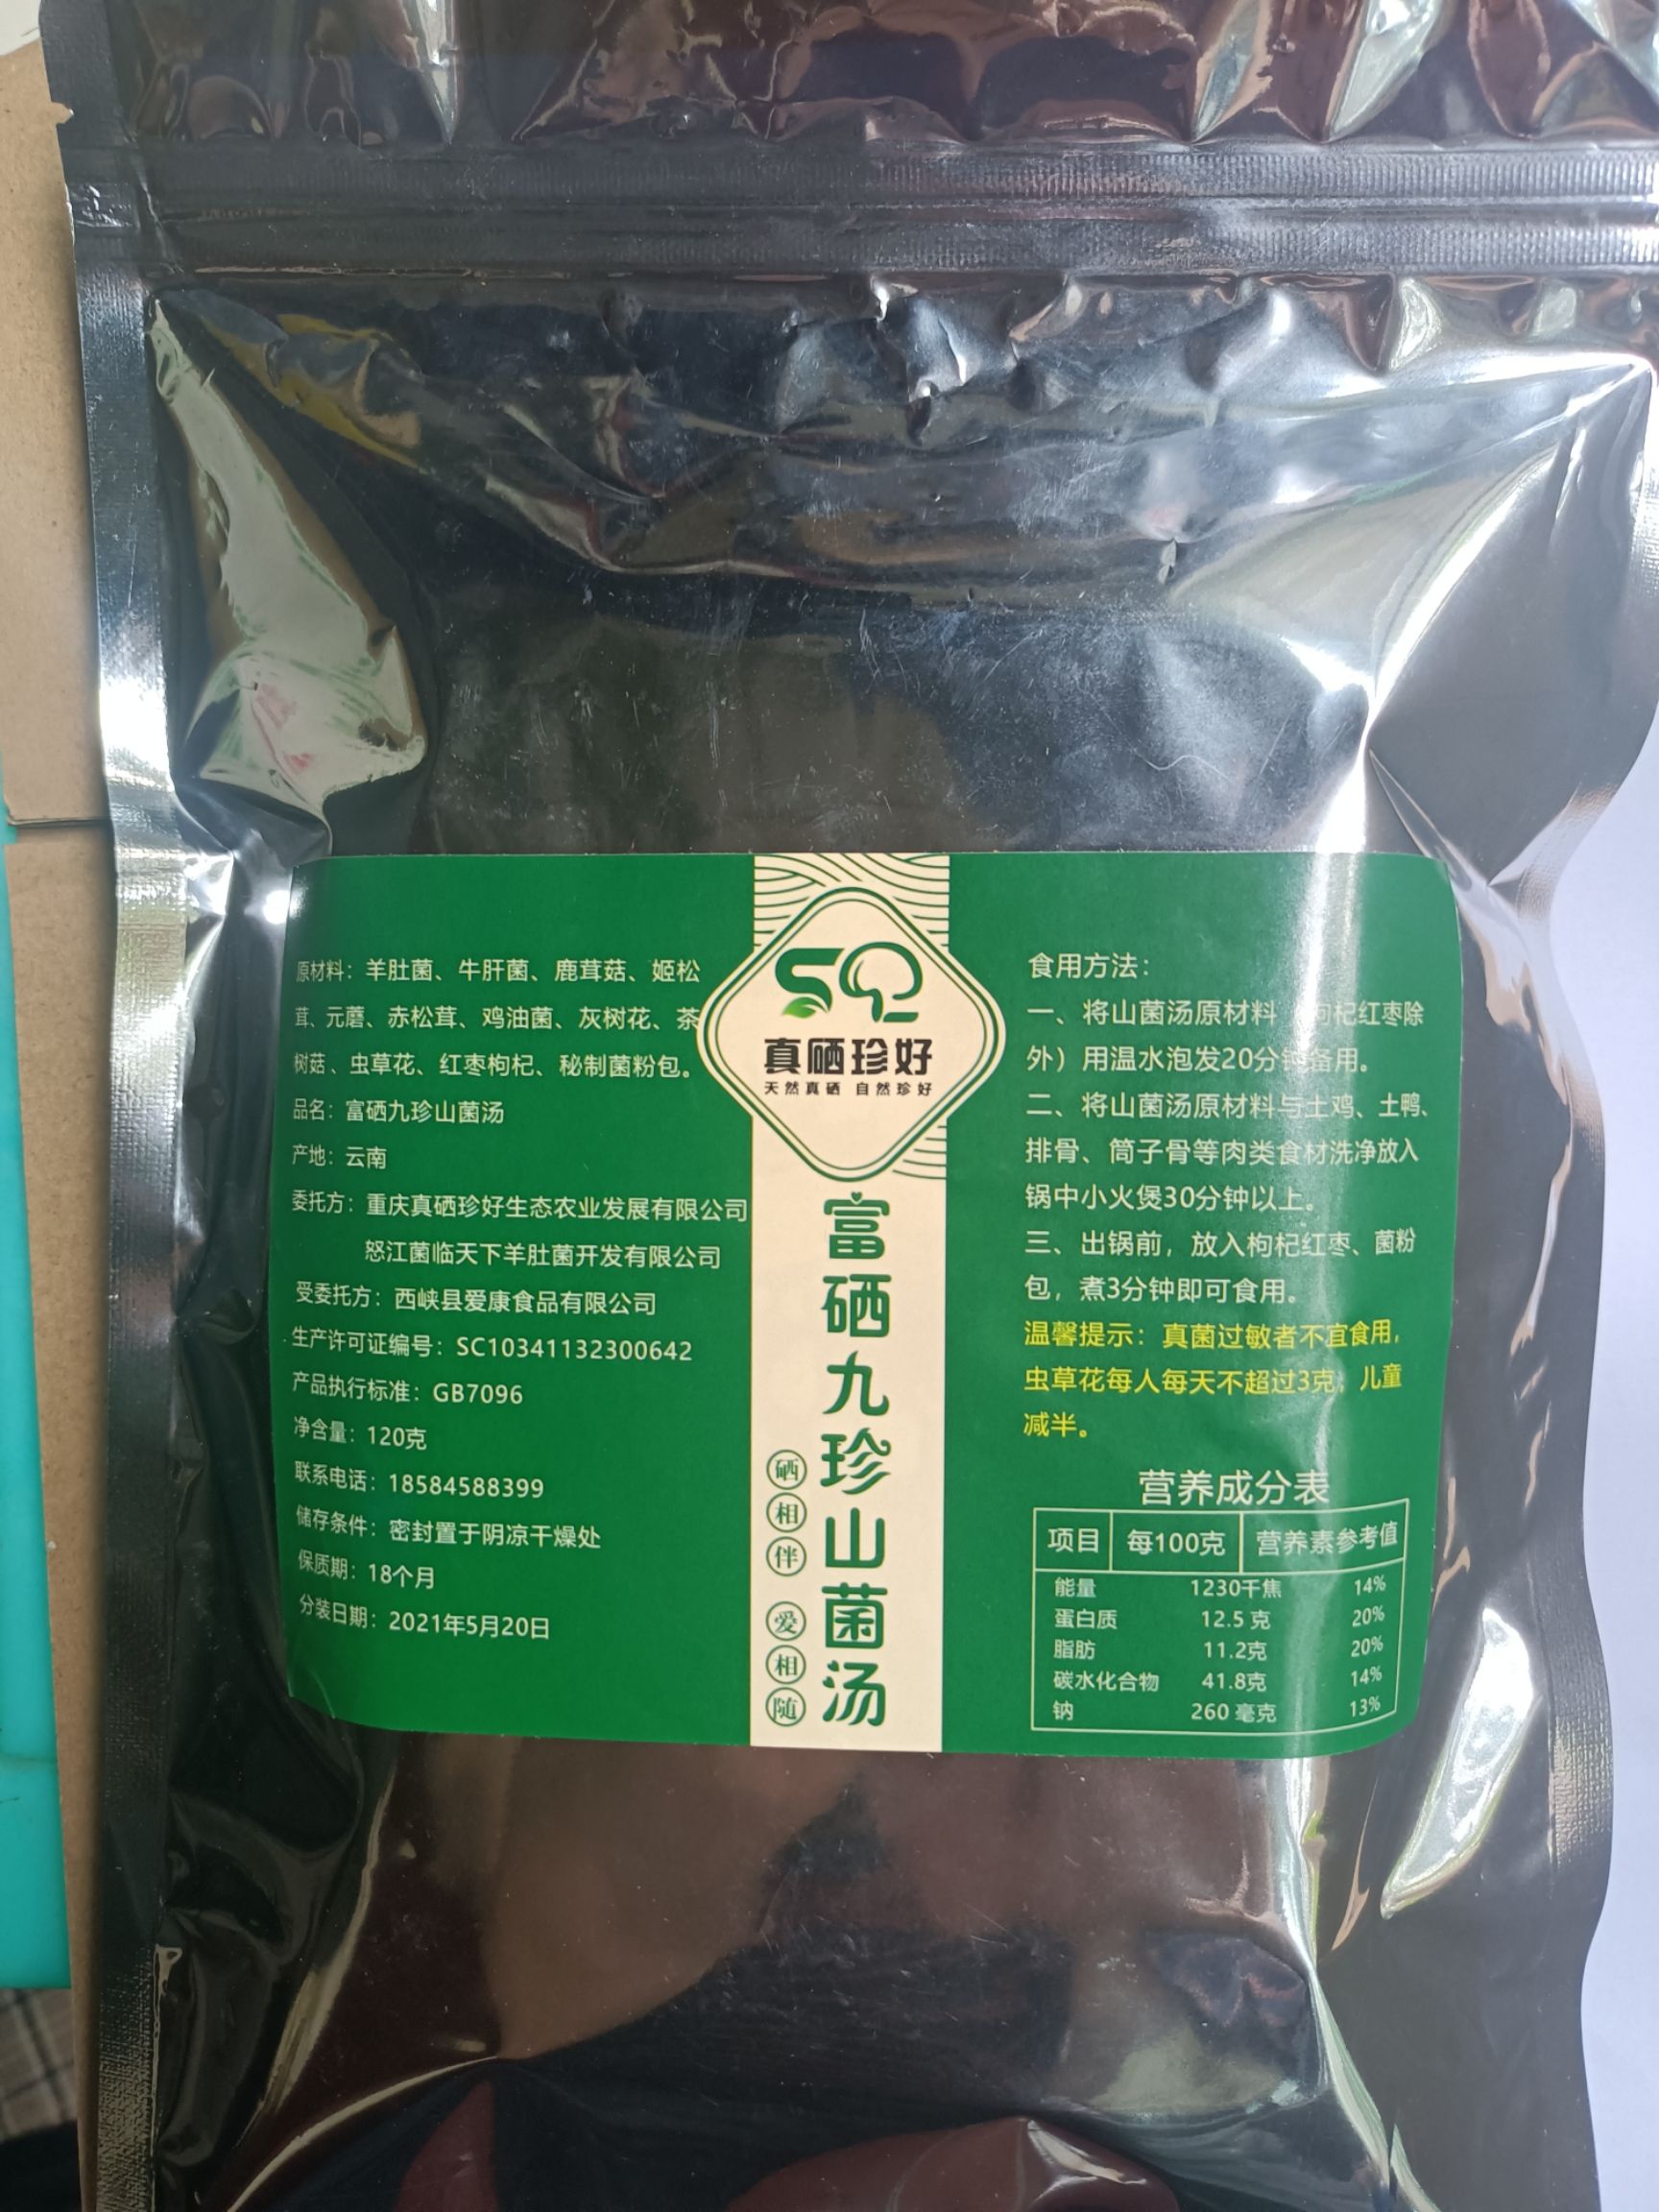 原材料：羊肚菌、牛肝菌、鹿茸菇、姬松
茸、元蘑、赤松茸、鸡油菌、灰树花、茶
树菇、虫草花、红枣枸杞、秘制菌粉包。
品名：富硒九珍山菌汤
产地：云南
委托方：重庆真硒珍好生态农业发展有限公司
怒江菌临天下羊肚菌开发有限公司
受委托方：西峡县爱康食品有限公司
生产许可证编号：SC10341132300642
产品执行标准：GB7096
净含量：120克
联系电话：18584588399
储存条件：密封置于阴凉干燥处
保质期：18个月
分装日期：2021年5月20日
真硒珍好
天然真硒 自然珍好
富硒九珍山菌汤
硒相伴 爱相随
食用方法：
一、将山菌汤原材料 枸杞红枣除
外）用温水泡发20分钟备用。
二、将山菌汤原材料与土鸡、土鸭、
排骨、筒子骨等肉类食材洗净放入
锅中小火煲30分钟以上。
三、出锅前，放入枸杞红枣、菌粉
包，煮3分钟即可食用。
温馨提示：真菌过敏者不宜食用，
虫草花每人每天不超过3克，儿童
减半。
营养成分表
项目 每100克 营养素参考值
能量 1230千焦 14%
蛋白质 12.5 克 20%
脂肪 11.2克 20%
碳水化合物 41.8克 14%
钠 260 毫克 13%